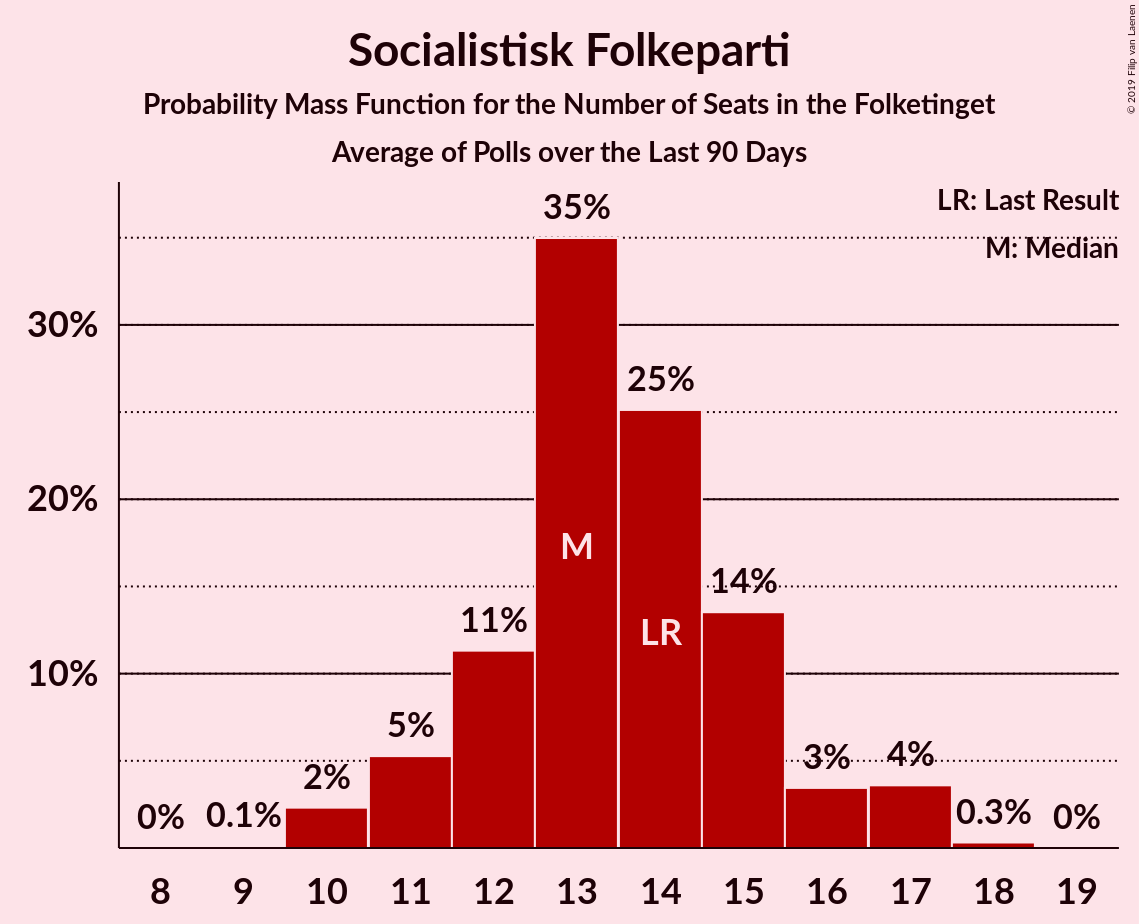 Socialistisk Folkeparti
Probability Mass Function for the Number of Seats in the Folketinget
Average of Polls over the Last 90 Days
© 2019 Filip van Laenen
LR: Last Result
M: Median
35%
30%
25%
20%
M
14%
LR
11%
10%
5%
4%
3%
2%
0%
0.1%
0.3%
0%
8 9 10 11 12 13 14 15 16 17 18 19